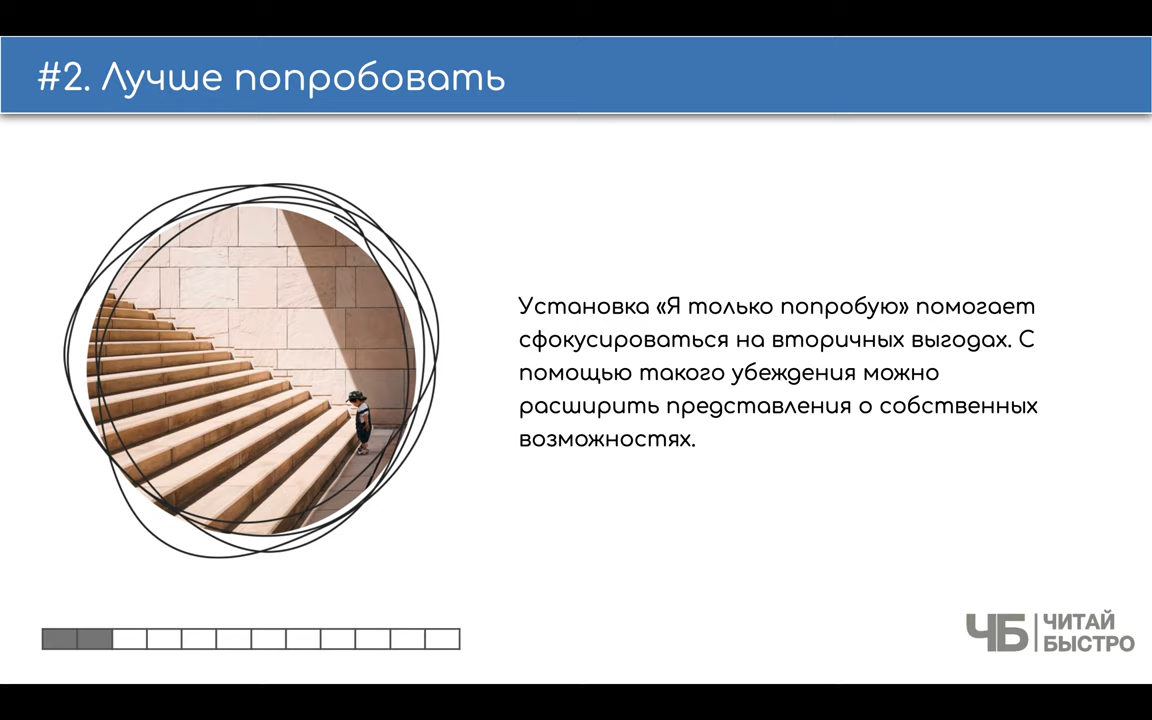 #2. Лучше попробовать
Установка «Я только попробую» помогает
сфокусироваться на вторичных выгодах. С
помощью такого убеждения можно
расширить представления о собственных
возможностях.
ЧБ
ЧИТАЙ
БЫСТРО